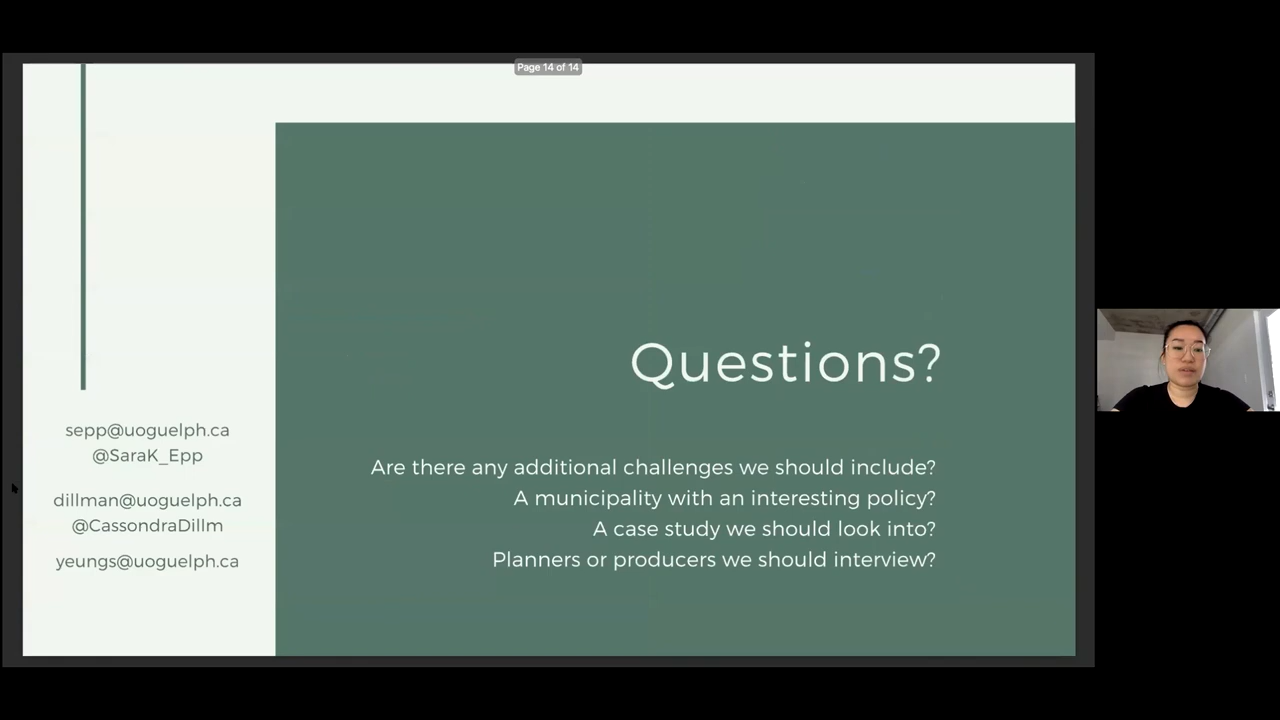 Page 14 of 14
Questions?
Are there any additional challenges we should include?
A municipality with an interesting policy?
A case study we should look into?
Planners or producers we should interview?
sepp@uoguelph.ca
@SaraK_Epp
dillman@uoguelph.ca
@CassondraDillm
yeungs@uoguelph.ca